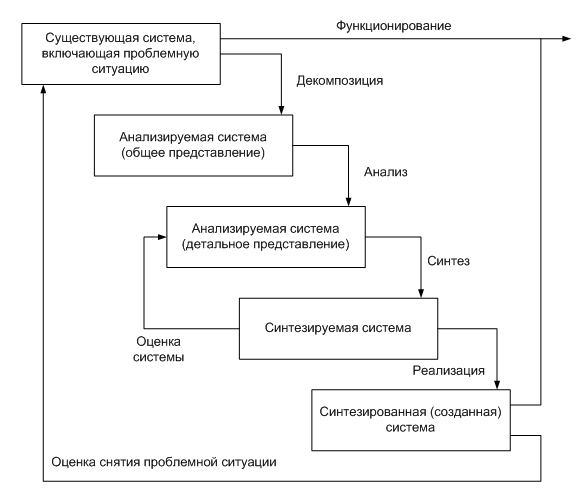 Функционирование
Существующая система,
включающая проблемную
ситуацию
Декомпозиция
Анализируемая система
(общее представление)
Анализ
Анализируемая система
(детальное представление)
Синтез
Синтезируемая система
Оценка
системы
Реализация
Синтезированная (созданная)
система
Оценка снятия проблемной ситуации